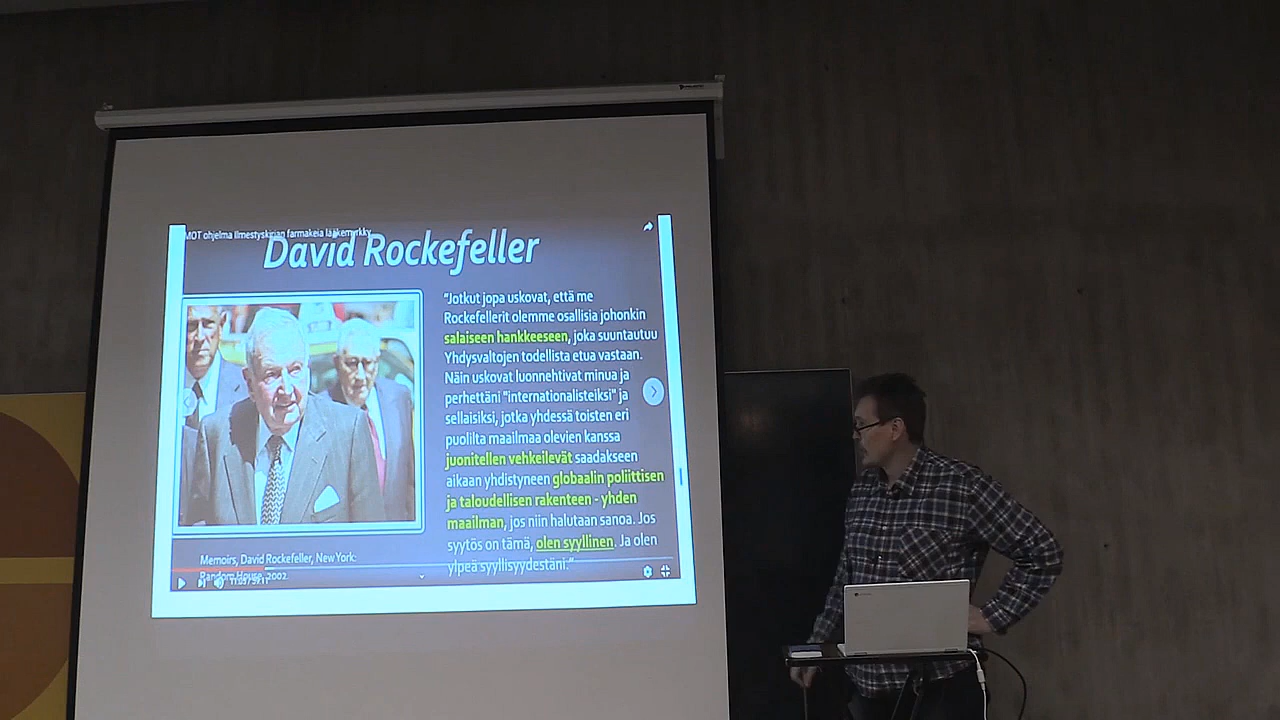 MOT ohjelma Ilmestyskirjan farmakeia lääkemyrkky
David Rockefeller
"Jotkut jopa uskovat, että me
Rockefellerit olemme osallisia johonkin
salaiseen hankkeeseen, joka suuntautuu
Yhdysvaltojen todellista etua vastaan.
Näin uskovat luonnehtivat minua ja
perhettäni "internationalisteiksi" ja
sellaisiksi, jotka yhdessä toisten eri
puolilta maailmaa olevien kanssa
juonitellen vehkeilevät saadakseen
aikaan yhdistyneen globaalin poliittisen
ja taloudellisen rakenteen - yhden
maailman, jos niin halutaan sanoa. Jos
syytös on tämä, olen syyllinen. Ja olen
ylpeä syyllisyydestäni."
Memoirs, David Rockefeller, New York:
Random House, 2002.